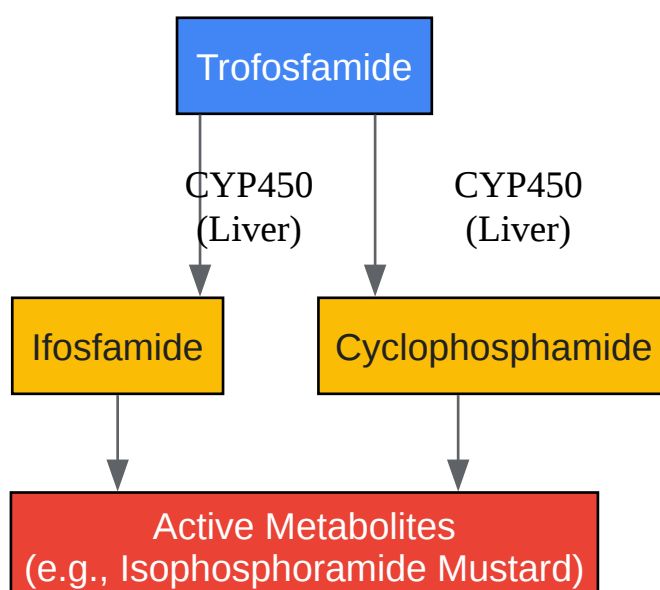 Trofosfamide
CYP450
(Liver)
CYP450
(Liver)
Ifosfamide
Cyclophosphamide
Active Metabolites
(e.g., Isophosphoramide Mustard)